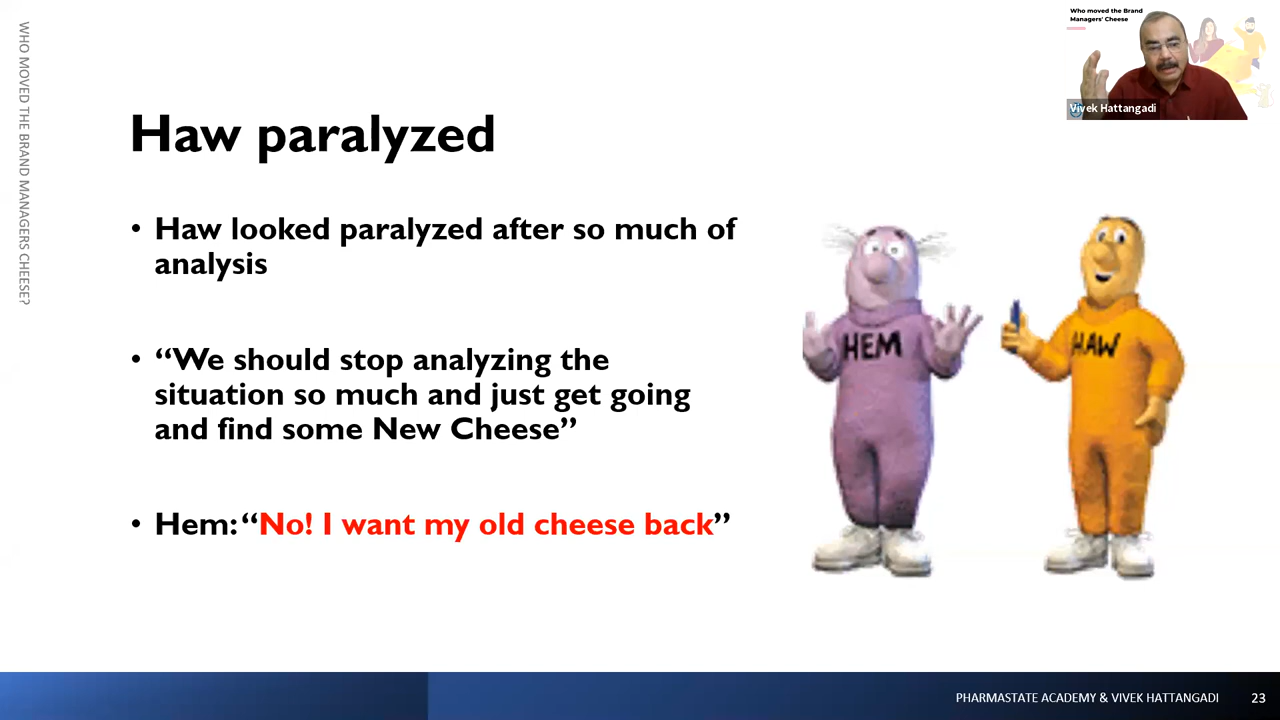 WHO MOVED THE BRAND MANAGERS CHEESE?
Who moved the Brand
Managers' Cheese
Vivek Hattangadi
Haw paralyzed
• Haw looked paralyzed after so much of
analysis
• “We should stop analyzing the
situation so much and just get going
and find some New Cheese”
• Hem: “No! I want my old cheese back”
HEM
HAW
PHARMASTATE ACADEMY & VIVEK HATTANGADI
23